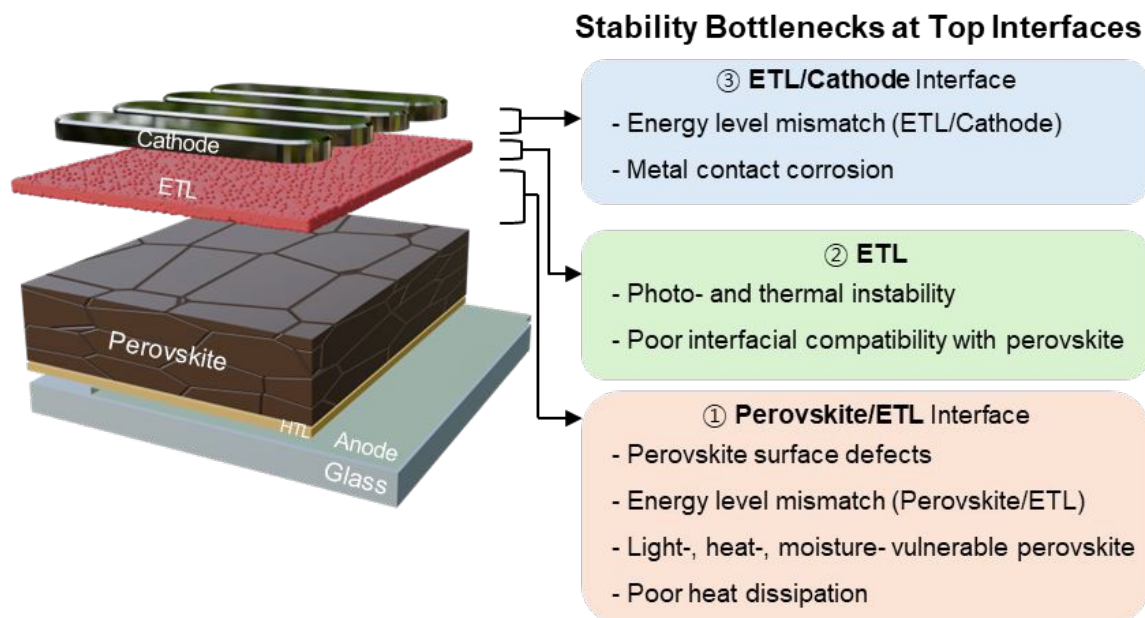 Stability Bottlenecks at Top Interfaces
③ ETL/Cathode Interface
- Energy level mismatch (ETL/Cathode)
- Metal contact corrosion
② ETL
- Photo- and thermal instability
- Poor interfacial compatibility with perovskite
① Perovskite/ETL Interface
- Perovskite surface defects
- Energy level mismatch (Perovskite/ETL)
- Light-, heat-, moisture- vulnerable perovskite
- Poor heat dissipation
Cathode
ETL
Perovskite
HTL
Anode
Glass